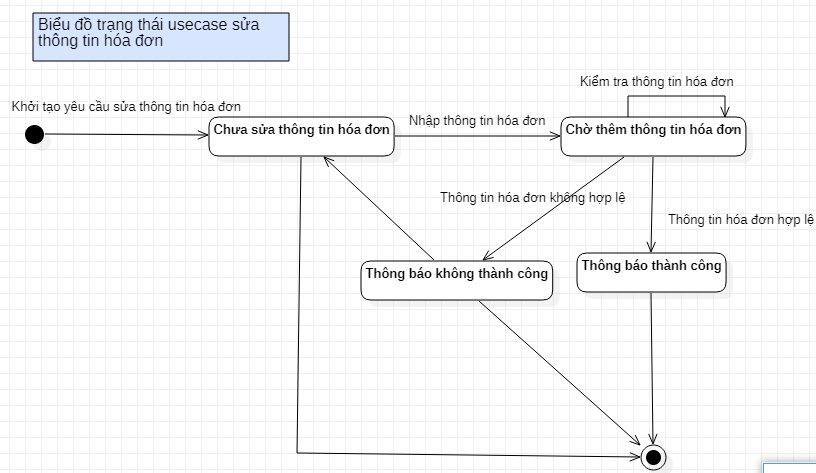 Biểu đồ trạng thái usecase sửa
thông tin hóa đơn
Kiểm tra thông tin hóa đơn
Khởi tạo yêu cầu sửa thông tin hóa đơn
Nhập thông tin hóa đơn
Chưa sửa thông tin hóa đơn
Chờ thêm thông tin hóa đơn
Thông tin hóa đơn không hợp lệ
Thông tin hóa đơn hợp lệ
Thông báo không thành công
Thông báo thành công